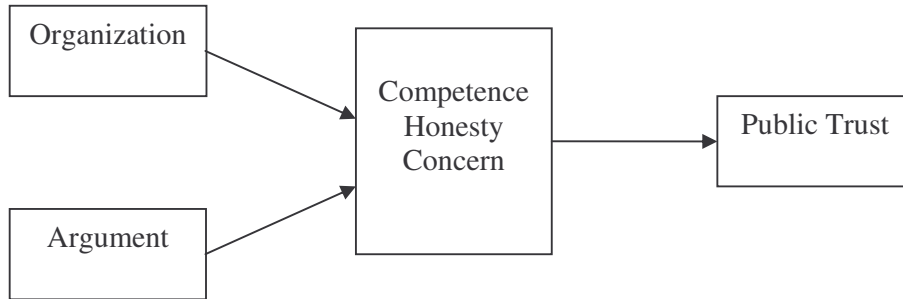 Organization
Competence
Honesty
Concern
Public Trust
Argument